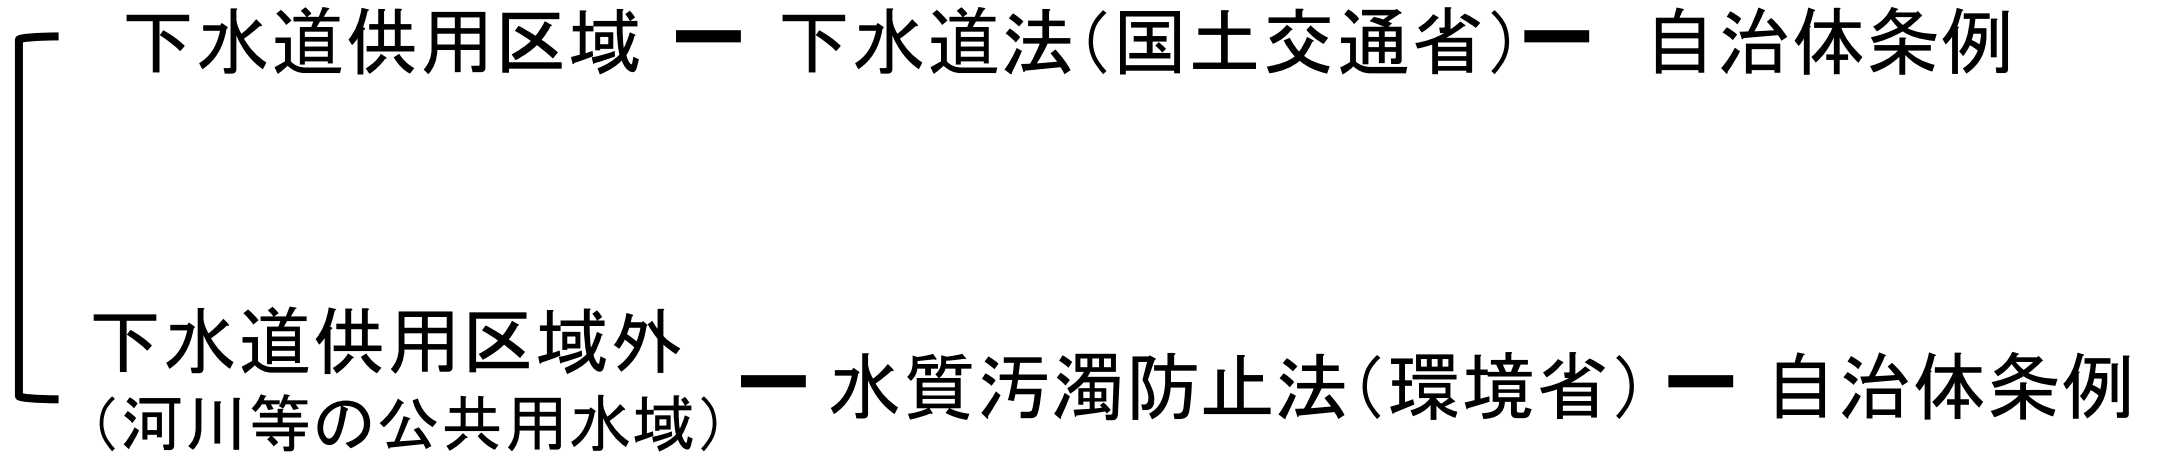 下水道供用区域 ー 下水道法(国土交通省)ー 自治体条例
下水道供用区域外 ー 水質汚濁防止法(環境省) ー 自治体条例
(河川等の公共用水域)